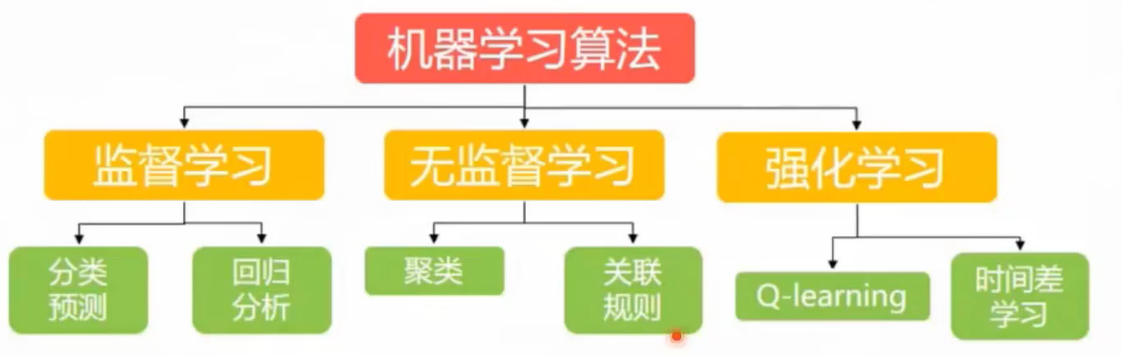 机器学习算法
监督学习
无监督学习
强化学习
分类
预测
回归
分析
聚类
关联
规则
Q-learning
时间差
学习